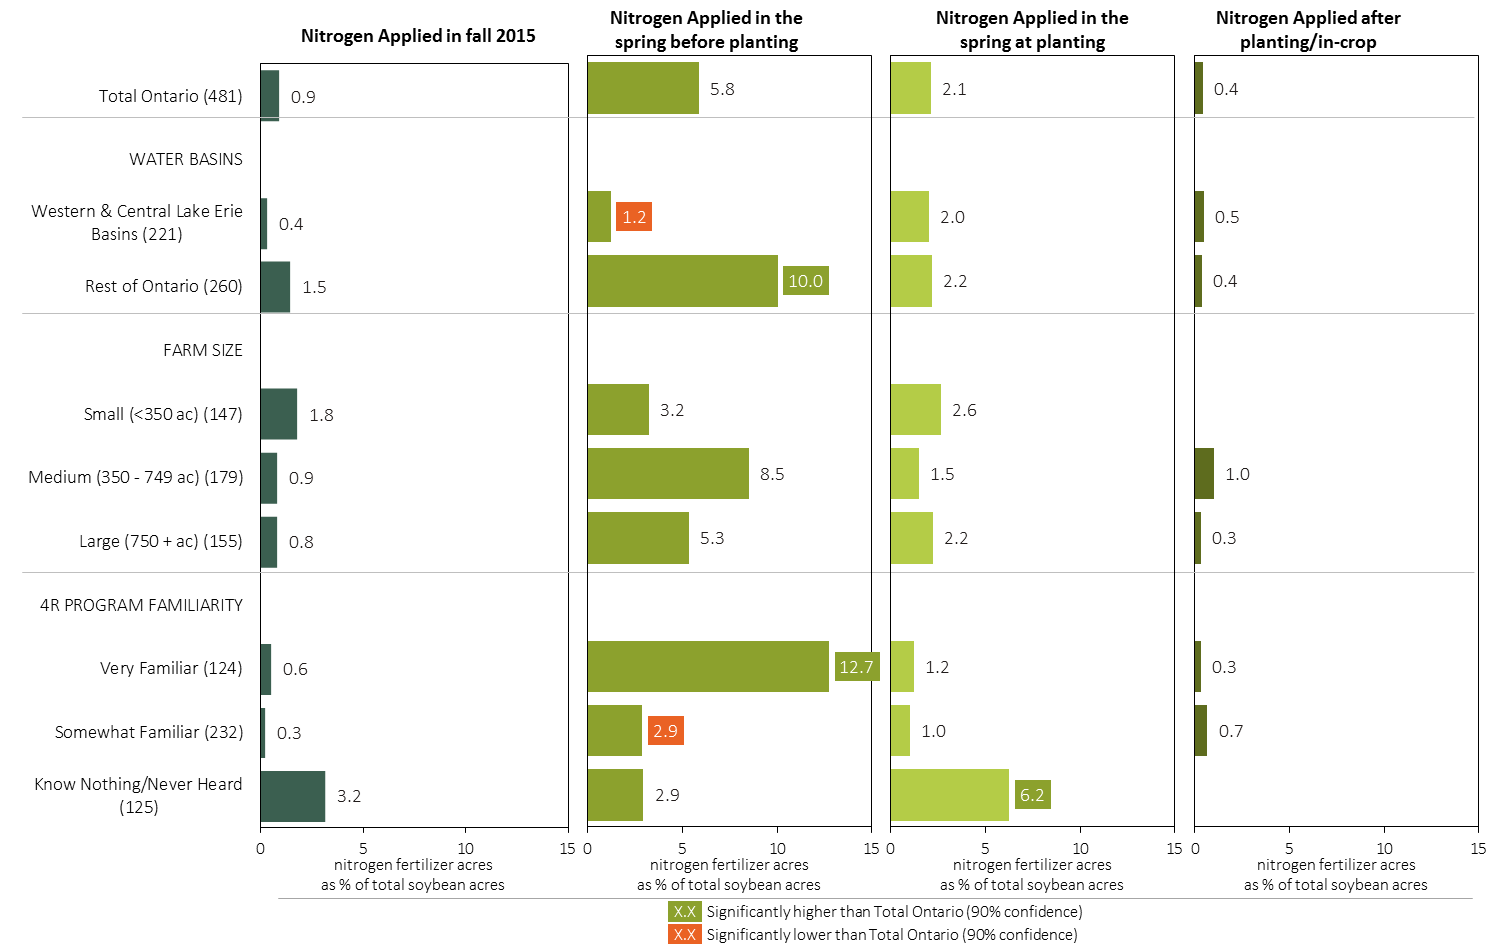 Nitrogen Applied in fall 2015
Nitrogen Applied in the
spring before planting
Nitrogen Applied in the
spring at planting
Nitrogen Applied after
planting/in-crop
Total Ontario (481)
0.9
5.8
2.1
0.4
WATER BASINS
Western & Central Lake Erie
Basins (221)
0.4
1.2
2.0
0.5
Rest of Ontario (260)
1.5
10.0
2.2
0.4
FARM SIZE
Small (<350 ac) (147)
1.8
3.2
2.6
Medium (350 - 749 ac) (179)
0.9
8.5
1.5
1.0
Large (750 + ac) (155)
0.8
5.3
2.2
0.3
4R PROGRAM FAMILIARITY
Very Familiar (124)
0.6
12.7
1.2
0.3
Somewhat Familiar (232)
0.3
2.9
1.0
0.7
Know Nothing/Never Heard
(125)
3.2
2.9
6.2
0 5 10 15
nitrogen fertilizer acres
as % of total soybean acres
0 5 10 15
nitrogen fertilizer acres
as % of total soybean acres
0 5 10 15
nitrogen fertilizer acres
as % of total soybean acres
0 5 10 15
nitrogen fertilizer acres
as % of total soybean acres
X.X Significantly higher than Total Ontario (90% confidence)
X.X Significantly lower than Total Ontario (90% confidence)